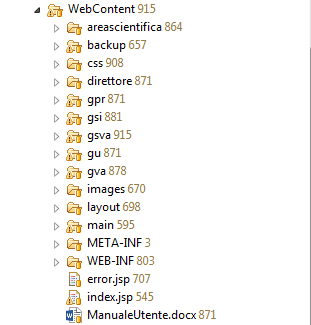 WebContent 915
areascientifica 864
backup 657
css 908
direttore 871
gpr 871
gsi 881
gsva 915
gu 871
gva 878
images 670
layout 698
main 595
META-INF 3
WEB-INF 803
error.jsp 707
index.jsp 545
ManualeUtente.docx 871